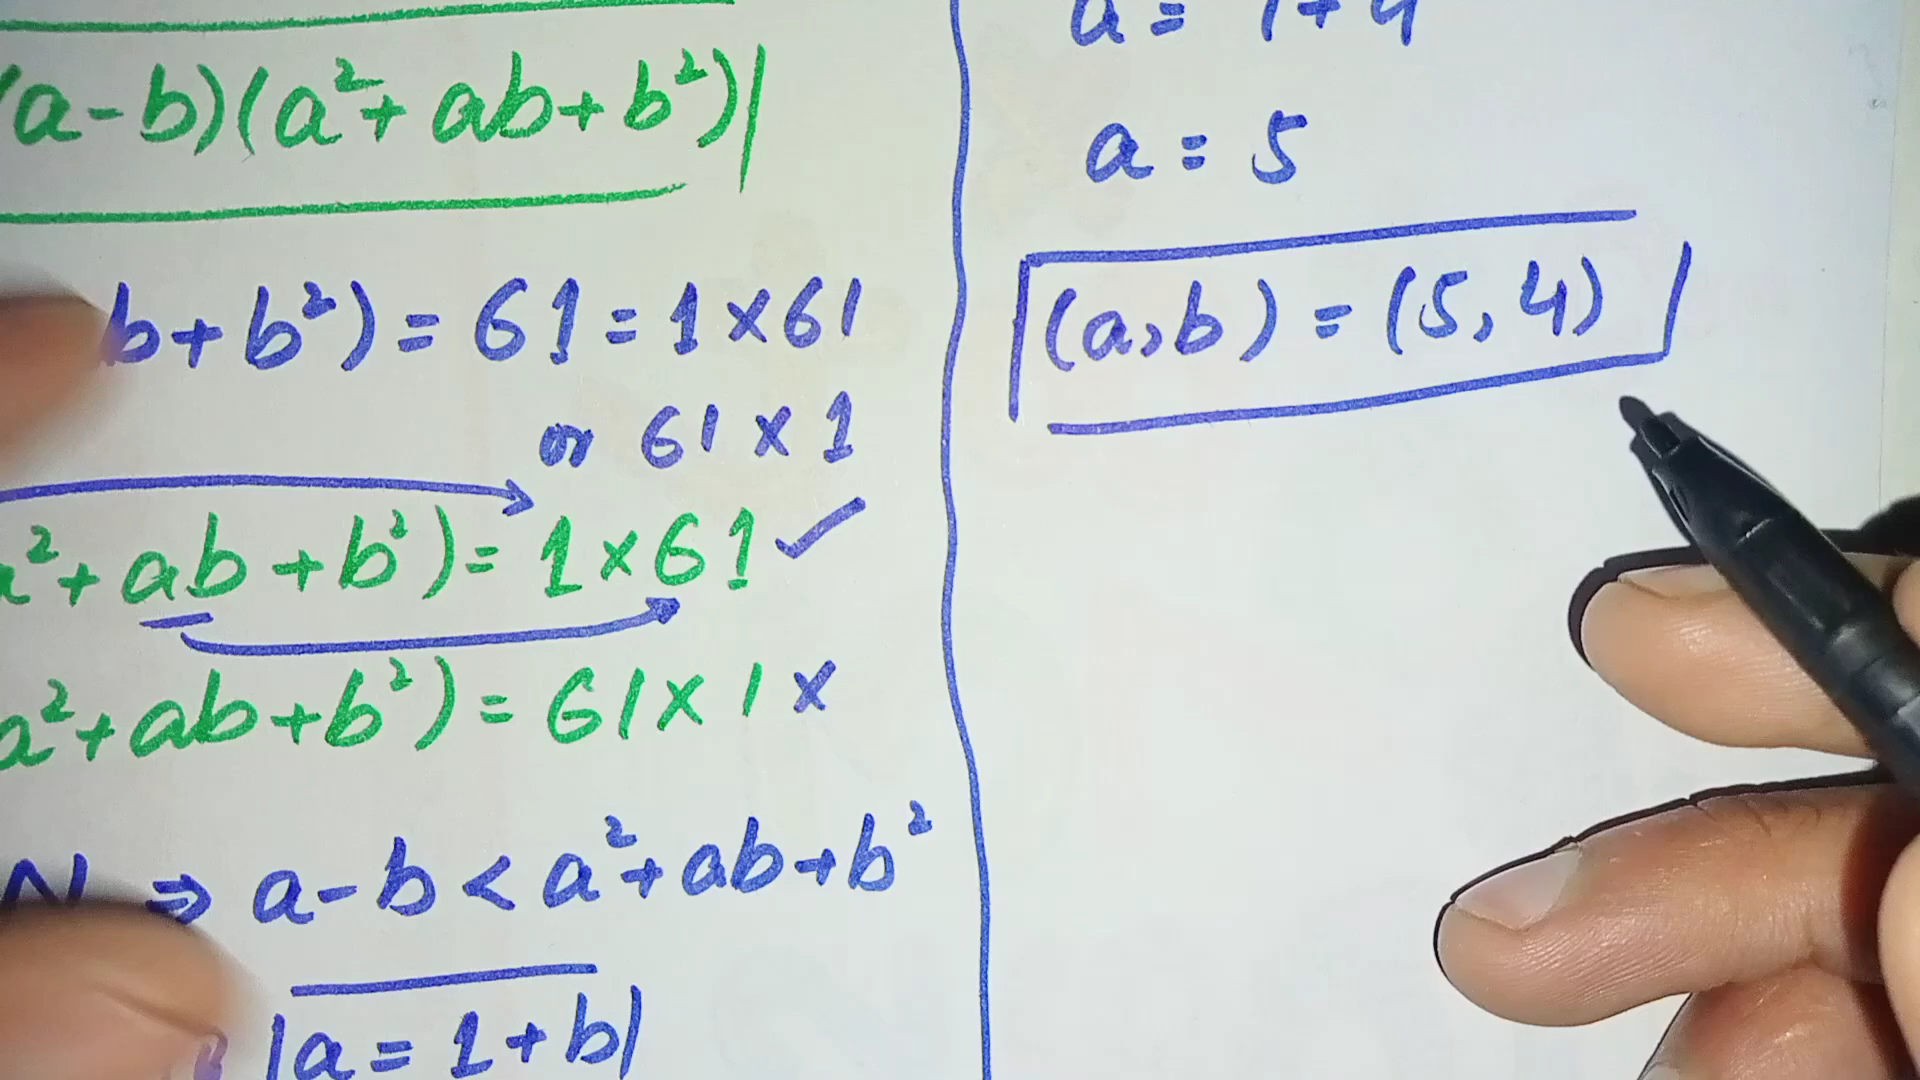 (a-b)(a²+ab+b²)
b+b²)=61=1×61
or 61×1
a²+ab+b²)=1×61✓
a²+ab+b²)=61×1×
N ⇒ a-b<a²+ab+b²
a=1+b
a=1+4
a=5
(a,b)=(5,4)